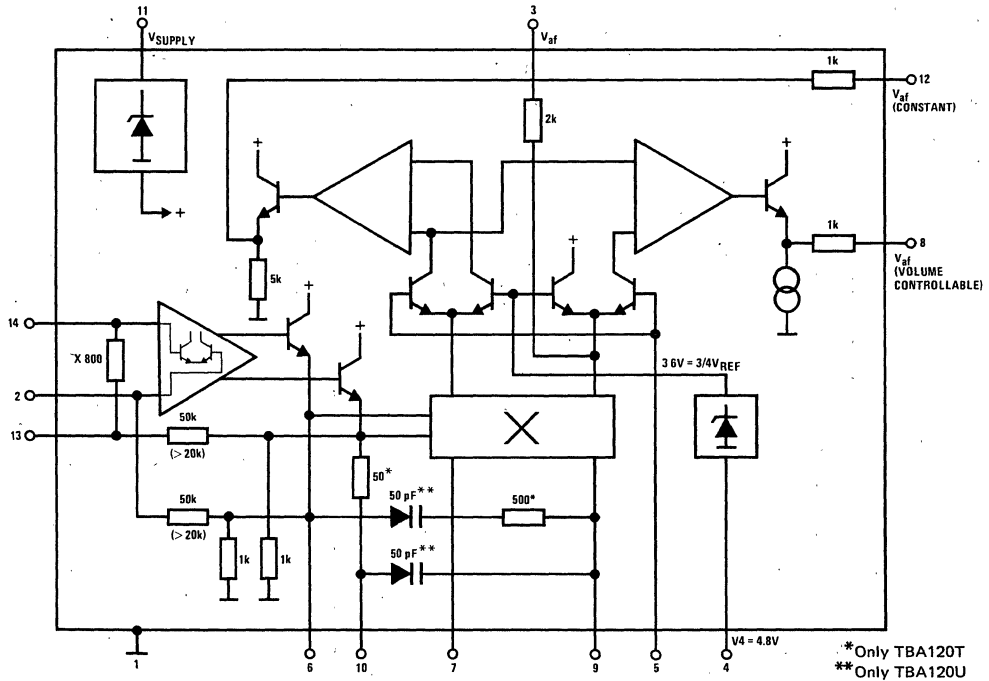 11
V SUPPLY
3
Vaf
1k
12
Vaf
(CONSTANT)
2k
+
+
+
5k
+
+
1k
8
Vaf
(VOLUME
CONTROLLABLE)
+
14
X 800
2
13
50k
(> 20k)
3 6V = 3/4VREF
X
50*
50k
(> 20k)
50 pF**
500*
1k
1k
50 pF**
V4 = 4.8V
1
6
10
7
9
5
4
*Only TBA120T
**Only TBA120U